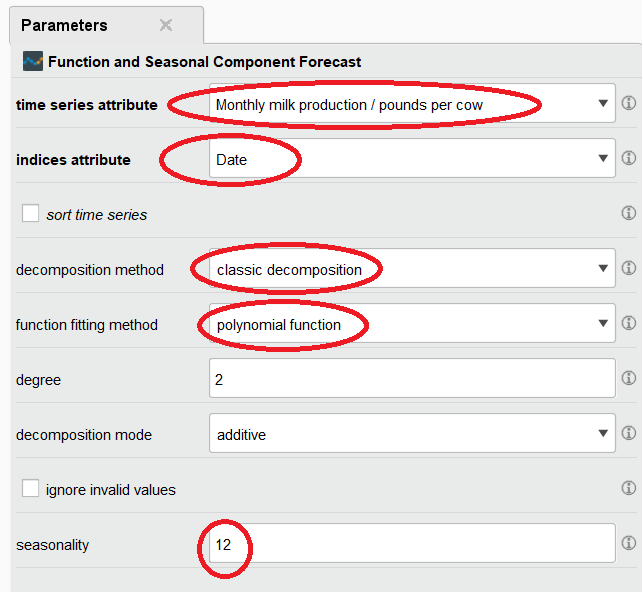 Parameters
Function and Seasonal Component Forecast
time series attribute Monthly milk production / pounds per cow
indices attribute Date
sort time series
decomposition method classic decomposition
function fitting method polynomial function
degree 2
decomposition mode additive
ignore invalid values
seasonality 12